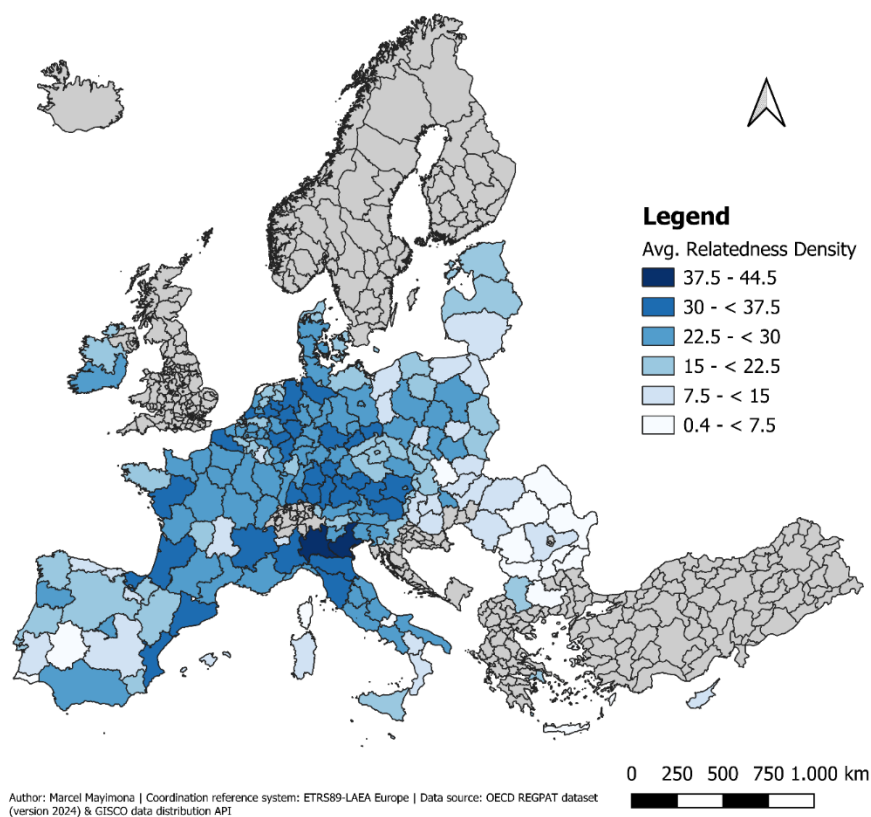 Legend
Avg. Relatedness Density
37.5 - 44.5
30 - < 37.5
22.5 - < 30
15 - < 22.5
7.5 - < 15
0.4 - < 7.5
0 250 500 750 1.000 km
Author: Marcel Mayimona | Coordination reference system: ETRS89-LAEA Europe | Data source: OECD REGPAT dataset
(version 2024) & GISCO data distribution API